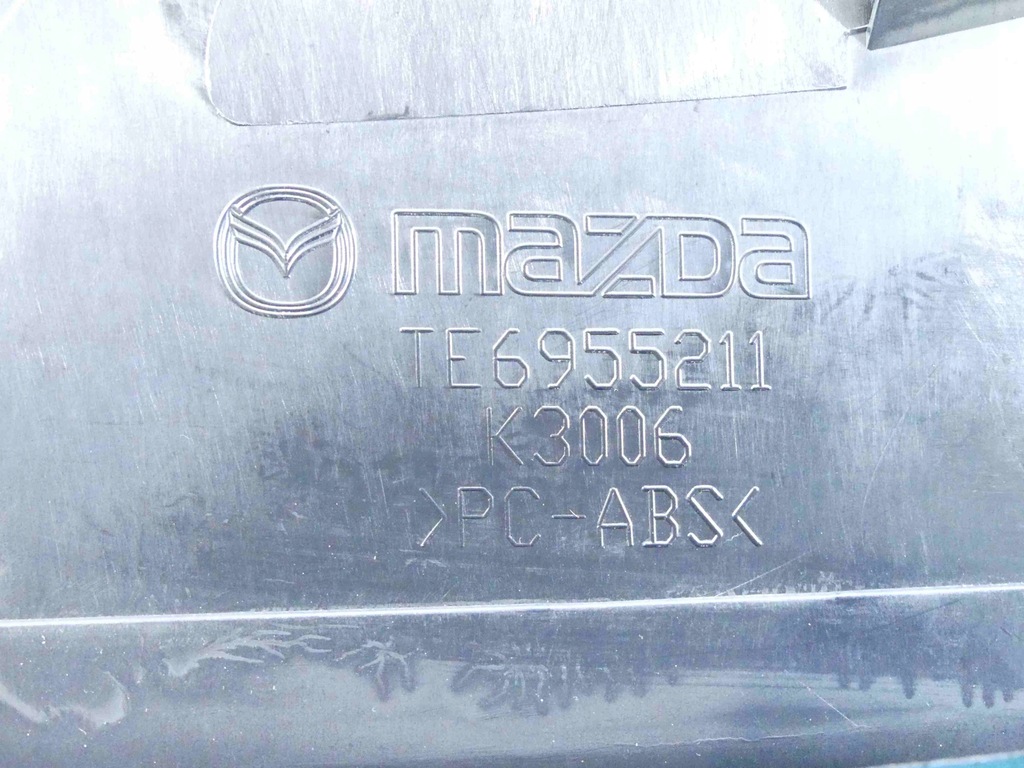 mazda
TE6955211
K3006
>PC-ABS<